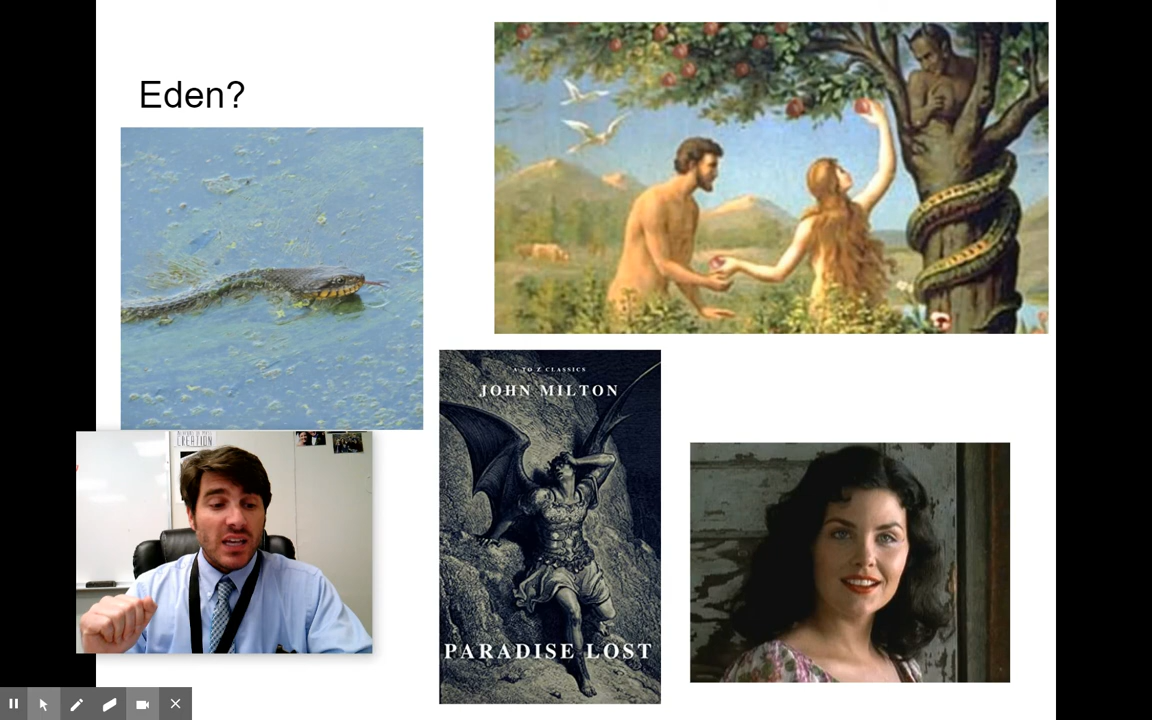 Eden?
A TO Z CLASSICS
JOHN MILTON
PARADISE LOST
CREATION